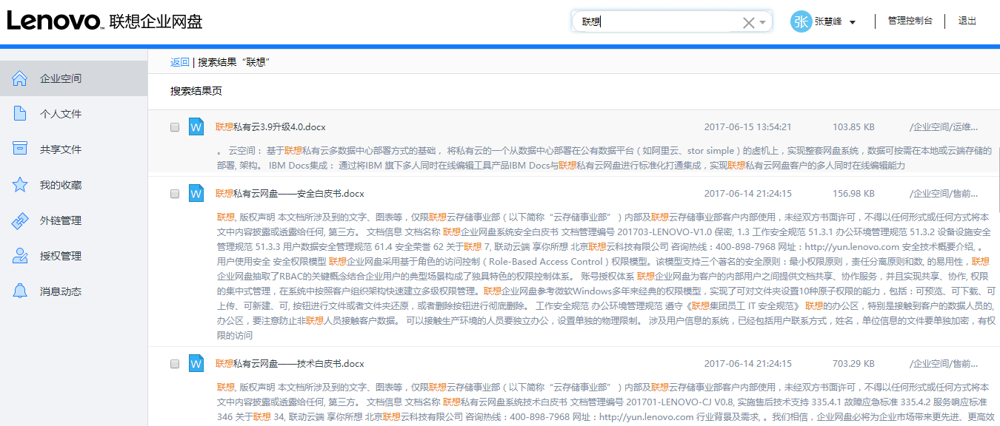 Lenovo™ 联想企业网盘
联想
张 张慧峰
管理控制台
退出
企业空间
个人文件
共享文件
我的收藏
外链管理
授权管理
消息动态
返回 | 搜索结果“联想”
搜索结果页
联想私有云3.9升级4.0.docx 2017-06-15 13:54:21 103.85 KB /企业空间/运维...
。 云空间： 基于联想私有云多数据中心部署方式的基础， 将私有云的一个从数据中心部署在公有数据平台（如阿里云、stor simple）的虚机上，实现整套网盘系统，数据可按需在本地或云端存储的
部署, 架构。 IBM Docs集成： 通过将IBM 旗下多人同时在线编辑工具产品IBM Docs与联想私有云网盘进行标准化打通集成，实现联想私有云网盘客户的多人同时在线编辑能力
联想私有云网盘——安全白皮书.docx 2017-06-14 21:24:15 156.98 KB /企业空间/售前...
联想, 版权声明 本文档所涉及到的文字、图表等，仅限联想云存储事业部（以下简称“云存储事业部”）内部及联想云存储事业部客户内部使用，未经双方书面许可，不得以任何形式或任何方式将本
文中内容披露或透露给任何, 第三方。 文档信息 文档名称 联想企业网盘系统安全白皮书 文档管理编号 201703-LENOVO-V1.0 保密, 1.3 工作安全规范 51.3.1 办公环境管理规范 51.3.2 设备设施安全
管理规范 51.3.3 用户数据安全管理规范 61.4 安全荣誉 62 关于联想 7, 联动云端 享你所想 北京联想云科技有限公司 咨询热线：400-898-7968 网址：http://yun.lenovo.com 安全技术概要介绍, 。
用户使用安全 安全权限模型 联想企业网盘采用基于角色的访问控制（Role-Based Access Control）权限模型。该模型支持三个著名的安全原则：最小权限原则，责任分离原则和数, 的易用性，联想
企业网盘抽取了RBAC的关键概念结合企业用户的典型场景构成了独具特色的权限控制体系。 账号授权体系 联想企业网盘为客户的内部用户之间提供文档共享、协作服务，并且实现共享、协作, 权限
的集中式管理，在系统中按照客户组织架构快速建立多级权限管理。联想企业网盘参考微软Windows多年来经典的权限模型，实现了可对文件夹设置10种原子权限的能力，包括：可预览、可下载、可
上传、可新建、可, 按钮进行文件或者文件夹还原，或者删除按钮进行彻底删除。 工作安全规范 办公环境管理规范 遵守《联想集团员工 IT 安全规范》 联想的办公区，特别是接触到客户的数据人员的,
办公区，要注意防止非联想人员接触客户数据。 可以接触生产环境的人员要独立办公，设置单独的物理限制。 涉及用户信息的系统，已经包括用户联系方式，姓名，单位信息的文件要单独加密，有权
限的访问
联想私有云网盘——技术白皮书.docx 2017-06-14 21:24:15 703.29 KB /企业空间/售前...
联想, 版权声明 本文档所涉及到的文字、图表等，仅限联想云存储事业部（以下简称“云存储事业部”）内部及联想云存储事业部客户内部使用，未经双方书面许可，不得以任何形式或任何方式将本
文中内容披露或透露给任何, 第三方。 文档信息 文档名称 联想私有云网盘系统技术白皮书 文档管理编号 201701-LENOVO-CJ V0.8, 实施售后技术支持 335.4.1 故障应急标准 335.4.2 服务响应标准
346 关于联想 34, 联动云端 享你所想 北京联想云科技有限公司 咨询热线：400-898-7968 网址：http://yun.lenovo.com 行业背景及需求, 。我们相信，企业网盘必将为企业市场带来更先进、更高效